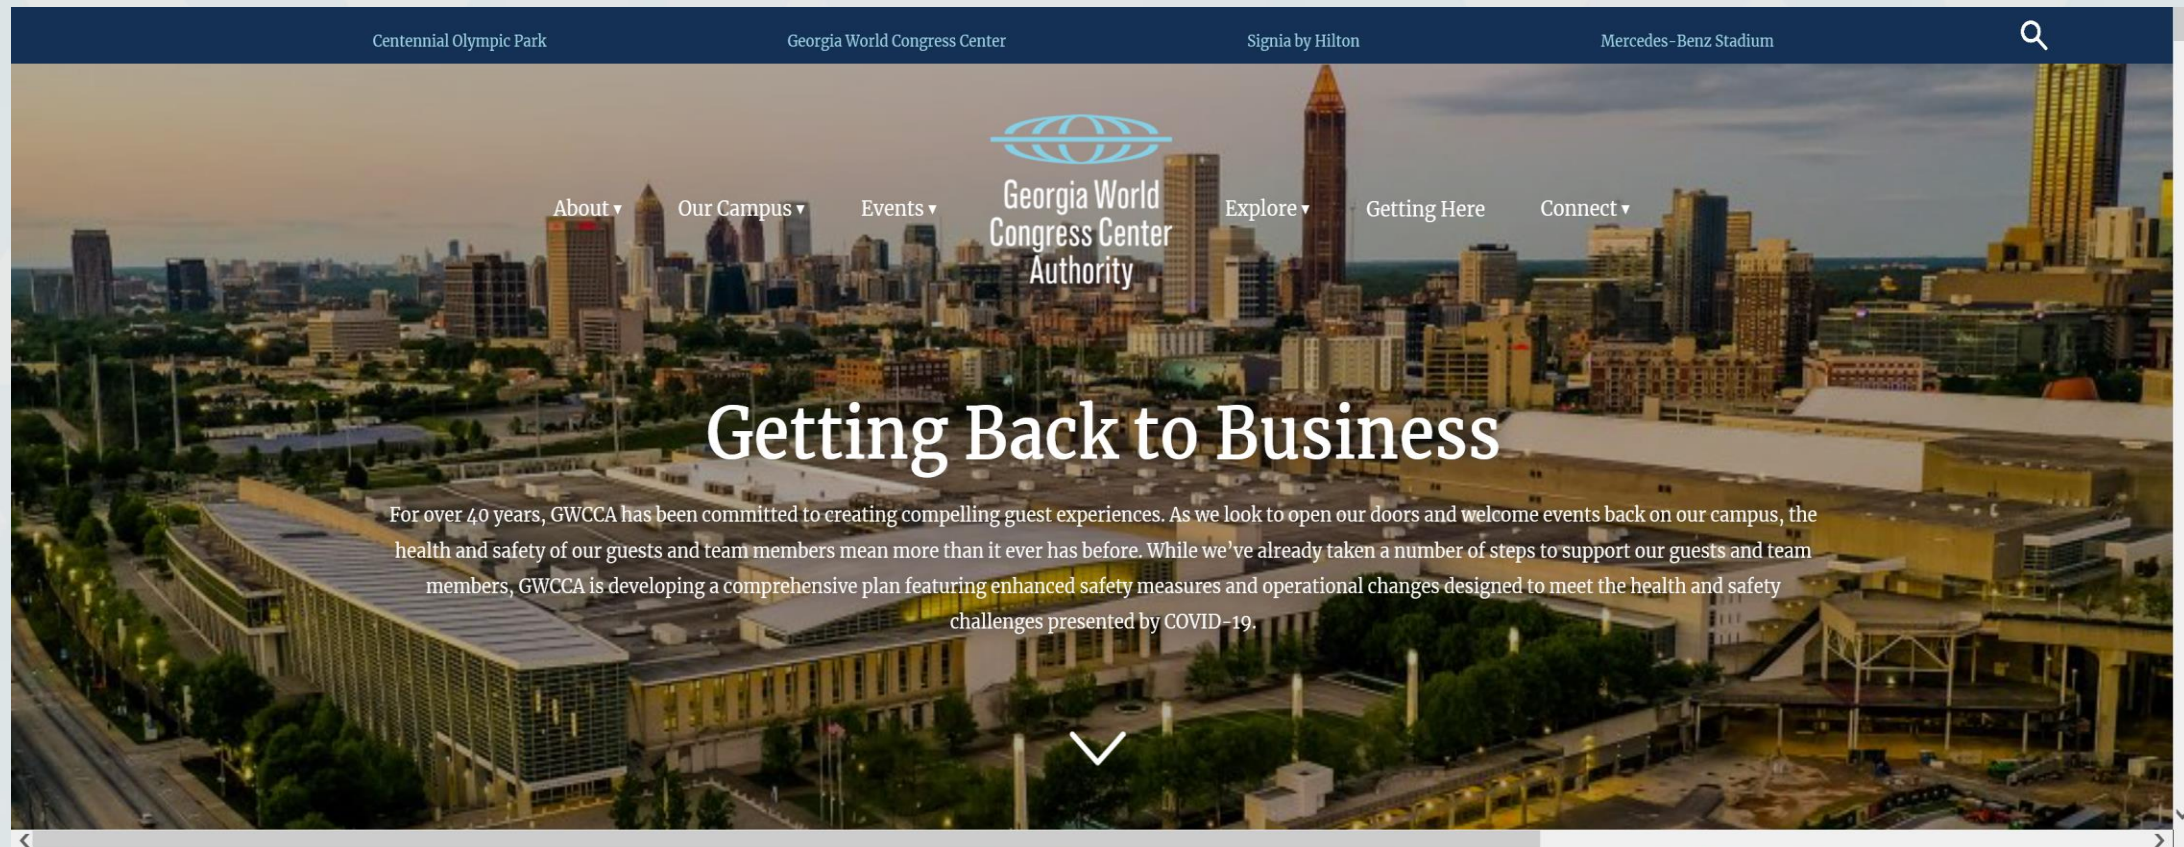 Centennial Olympic Park
Georgia World Congress Center
Signia by Hilton
Mercedes-Benz Stadium
About ▾
Our Campus ▾
Events ▾
Georgia World
Congress Center
Authority
Explore ▾
Getting Here
Connect ▾
Getting Back to Business
For over 40 years, GWCCA has been committed to creating compelling guest experiences. As we look to open our doors and welcome events back on our campus, the
health and safety of our guests and team members mean more than it ever has before. While we’ve already taken a number of steps to support our guests and team
members, GWCCA is developing a comprehensive plan featuring enhanced safety measures and operational changes designed to meet the health and safety
challenges presented by COVID-19.